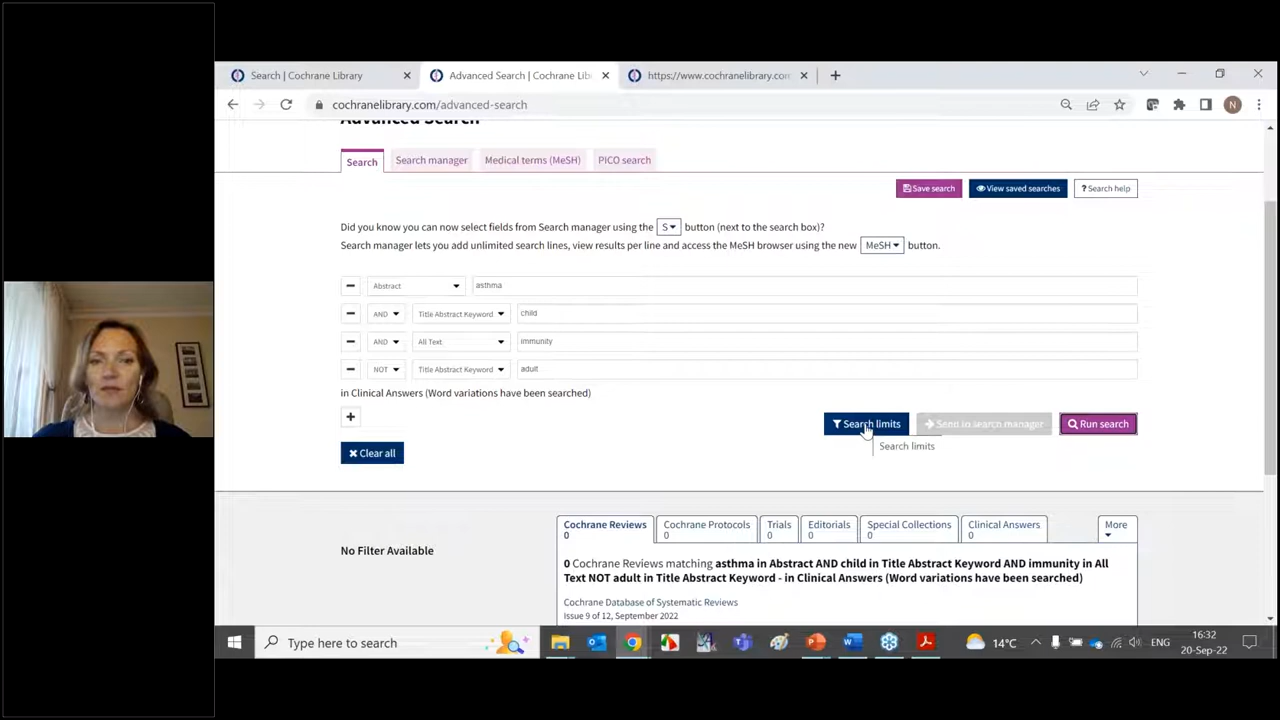 Search | Cochrane Library
Advanced Search | Cochrane Lib
https://www.cochranelibrary.com
cochranelibrary.com/advanced-search
N
Advanced Search
Search
Search manager
Medical terms (MeSH)
PICO search
Save search
View saved searches
? Search help
Did you know you can now select fields from Search manager using the S button (next to the search box)?
Search manager lets you add unlimited search lines, view results per line and access the MeSH browser using the new MeSH button.
Abstract asthma
AND Title Abstract Keyword child
AND All Text immunity
NOT Title Abstract Keyword adult
in Clinical Answers (Word variations have been searched)
Search limits
Send to search manager
Run search
Search limits
Clear all
Cochrane Reviews
0
Cochrane Protocols
0
Trials
0
Editorials
0
Special Collections
0
Clinical Answers
0
More
No Filter Available
0 Cochrane Reviews matching asthma in Abstract AND child in Title Abstract Keyword AND immunity in All
Text NOT adult in Title Abstract Keyword - in Clinical Answers (Word variations have been searched)
Cochrane Database of Systematic Reviews
Issue 9 of 12, September 2022
Type here to search
14°C
ENG
16:32
20-Sep-22